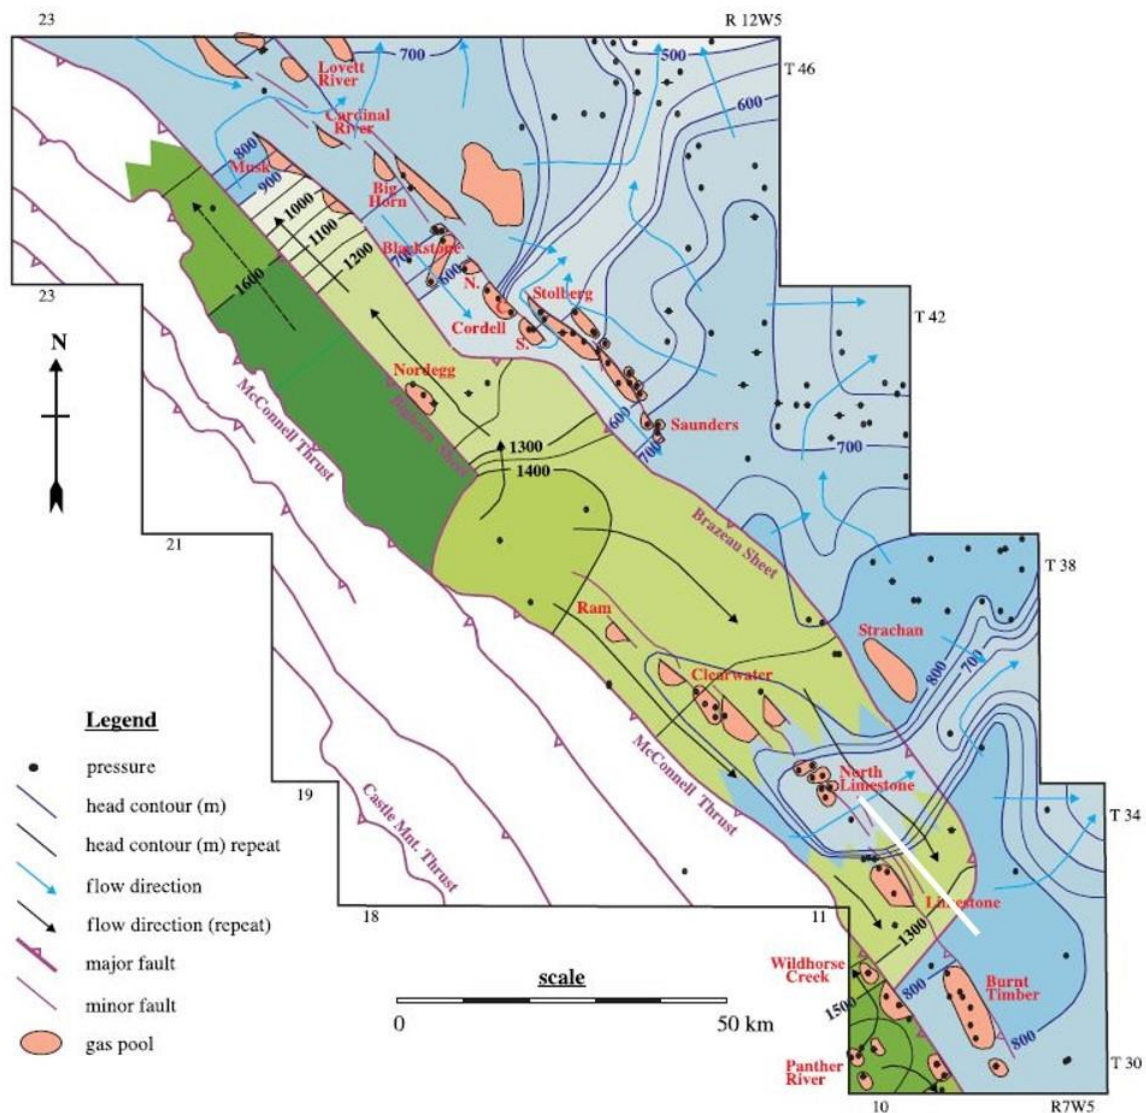 23
R 12W5
700
500
T 46
Lovett
River
600
Cardinal
River
800
Musk
900
Big
Horn
1000
1100
1200
Blackstone
700
600
1600
N.
C.
Stolberg
Cordell
S.
23
T 42
N
Nordegg
McConnell Thrust
Bighorn Sheet
600
700
Saunders
700
1300
1400
Brazeau Sheet
21
T 38
Ram
Strachan
800
700
Clearwater
Legend
pressure
head contour (m)
head contour (m) repeat
flow direction
flow direction (repeat)
major fault
minor fault
gas pool
McConnell Thrust
North
Limestone
19
Castle Mnt. Thrust
T 34
18
11
Limestone
1300
scale
0
50 km
Wildhorse
Creek
800
Burnt
Timber
1500
800
Panther
River
T 30
10
R7W5